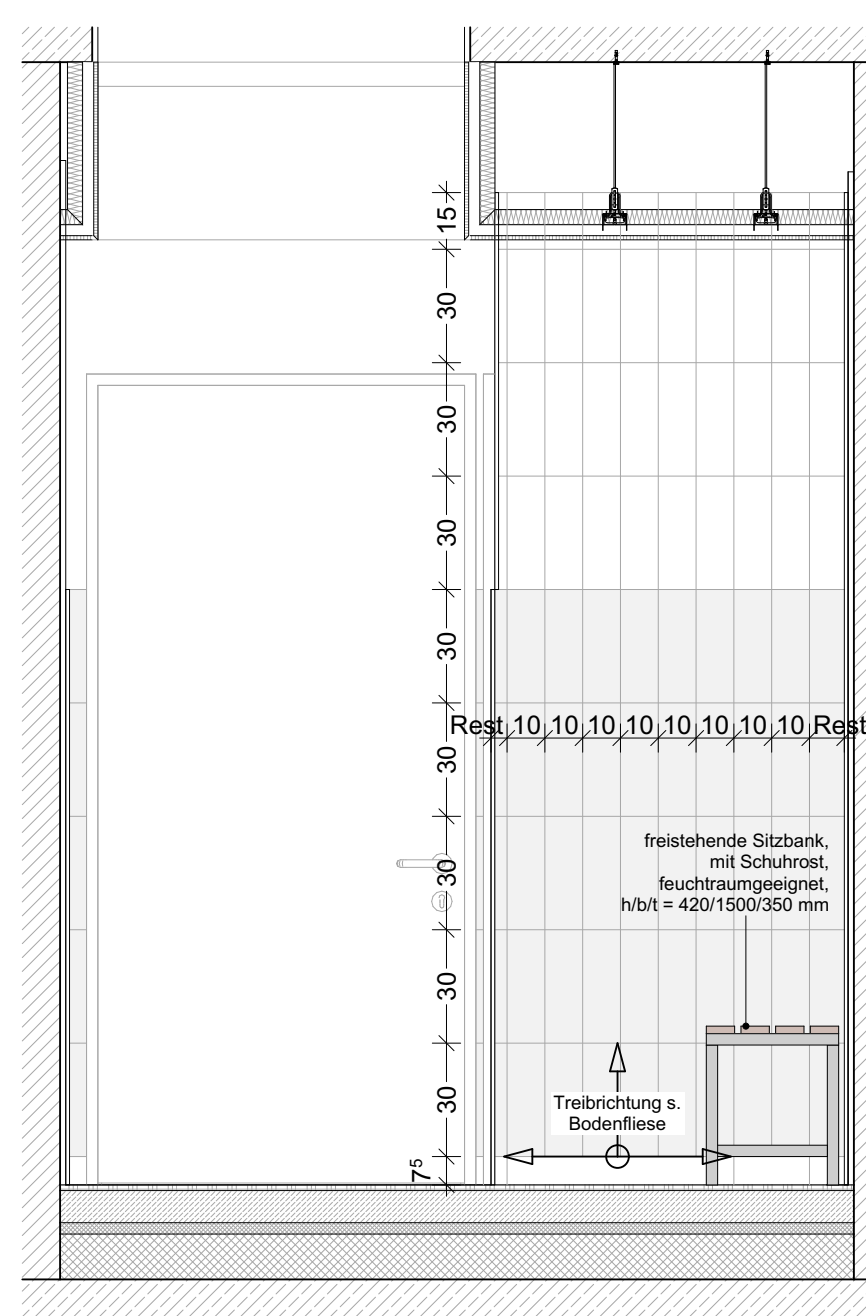 15
30
30
30
30
Rest 10 10 10 10 10 10 10 10 Rest
30
30
30
30
7⁵
freistehende Sitzbank,
mit Schuhrost,
feuchtraumgeeignet,
h/b/t = 420/1500/350 mm
Treibrichtung s.
Bodenfliese